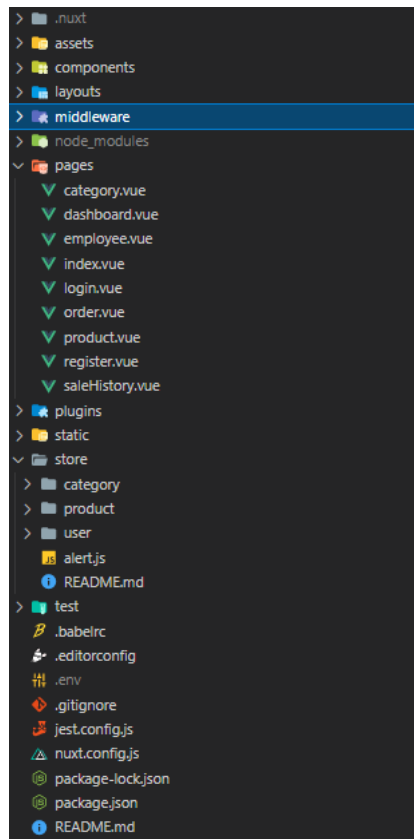 .nuxt
assets
components
layouts
middleware
node_modules
pages
category.vue
dashboard.vue
employee.vue
index.vue
login.vue
order.vue
product.vue
register.vue
saleHistory.vue
plugins
static
store
category
product
user
JS alert.js
README.md
test
.babelrc
.editorconfig
.env
.gitignore
jest.config.js
nuxt.config.js
package-lock.json
package.json
README.md